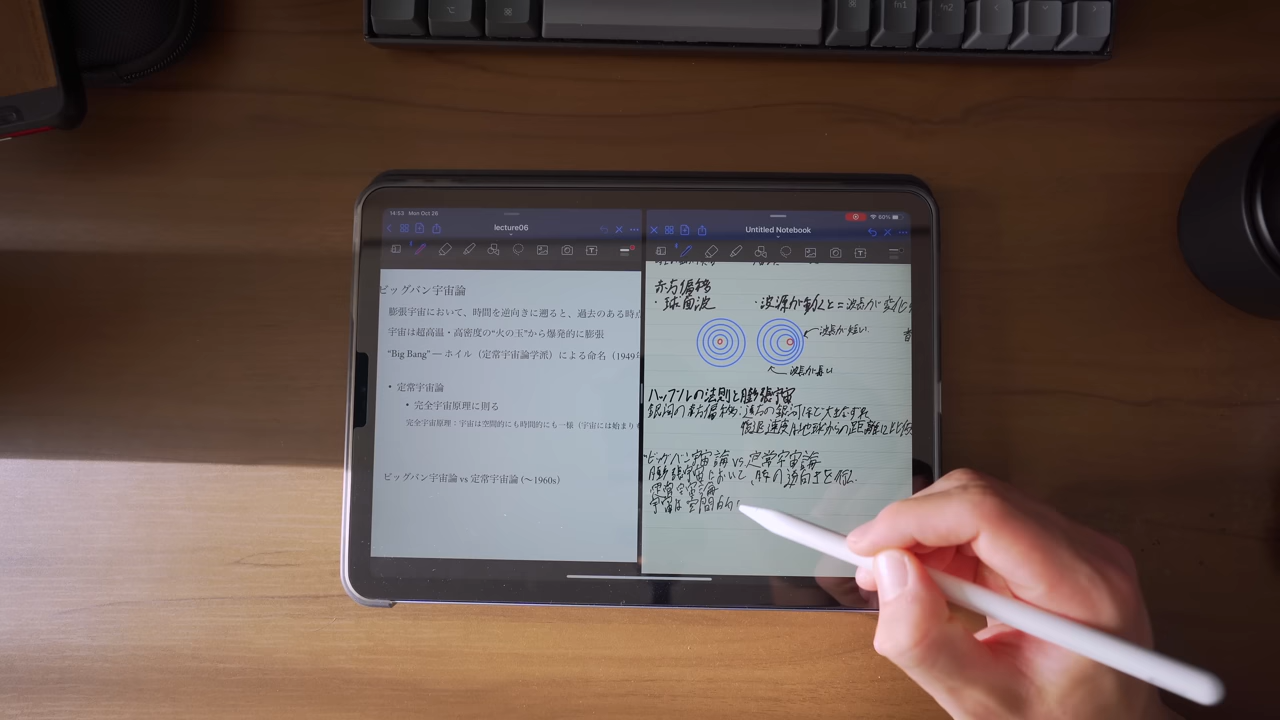 ⌥
⌘
⌘
fn1
fn2
14:53 Mon Oct 26
lecture06
ビッグバン宇宙論
膨張宇宙において、時間を逆向きに遡ると、過去のある時点
宇宙は超高温・高密度の“火の玉”から爆発的に膨張
“Big Bang” — ホイル（定常宇宙論学派）による命名（1949年
• 定常宇宙論
• 完全宇宙原理に則る
完全宇宙原理：宇宙は空間的にも時間的にも一様（宇宙には始まりも
ビッグバン宇宙論 vs 定常宇宙論 (〜1960s)
60%
Untitled Notebook
赤方偏移
・球面波 ・波源が動くと＝波長が変化
波長が短い
波長が長い
ハッブルの法則と膨張宇宙
銀河の赤方偏移：遠方の銀河ほど大きなずれ
後退速度は地球からの距離に比例
ビッグバン宇宙論 vs 定常宇宙論
膨張宇宙において、時の逆向きを
定常宇宙論
宇宙は空間的